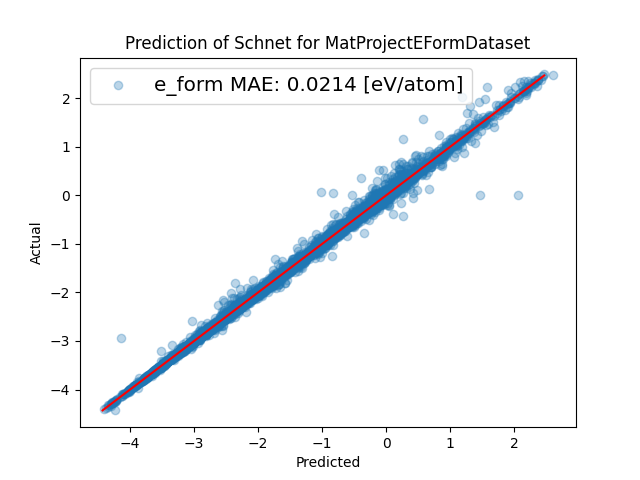 Prediction of Schnet for MatProjectEFormDataset
e_form MAE: 0.0214 [eV/atom]
2
1
0
−1
−2
−3
−4
Actual
−4 −3 −2 −1 0 1 2
Predicted